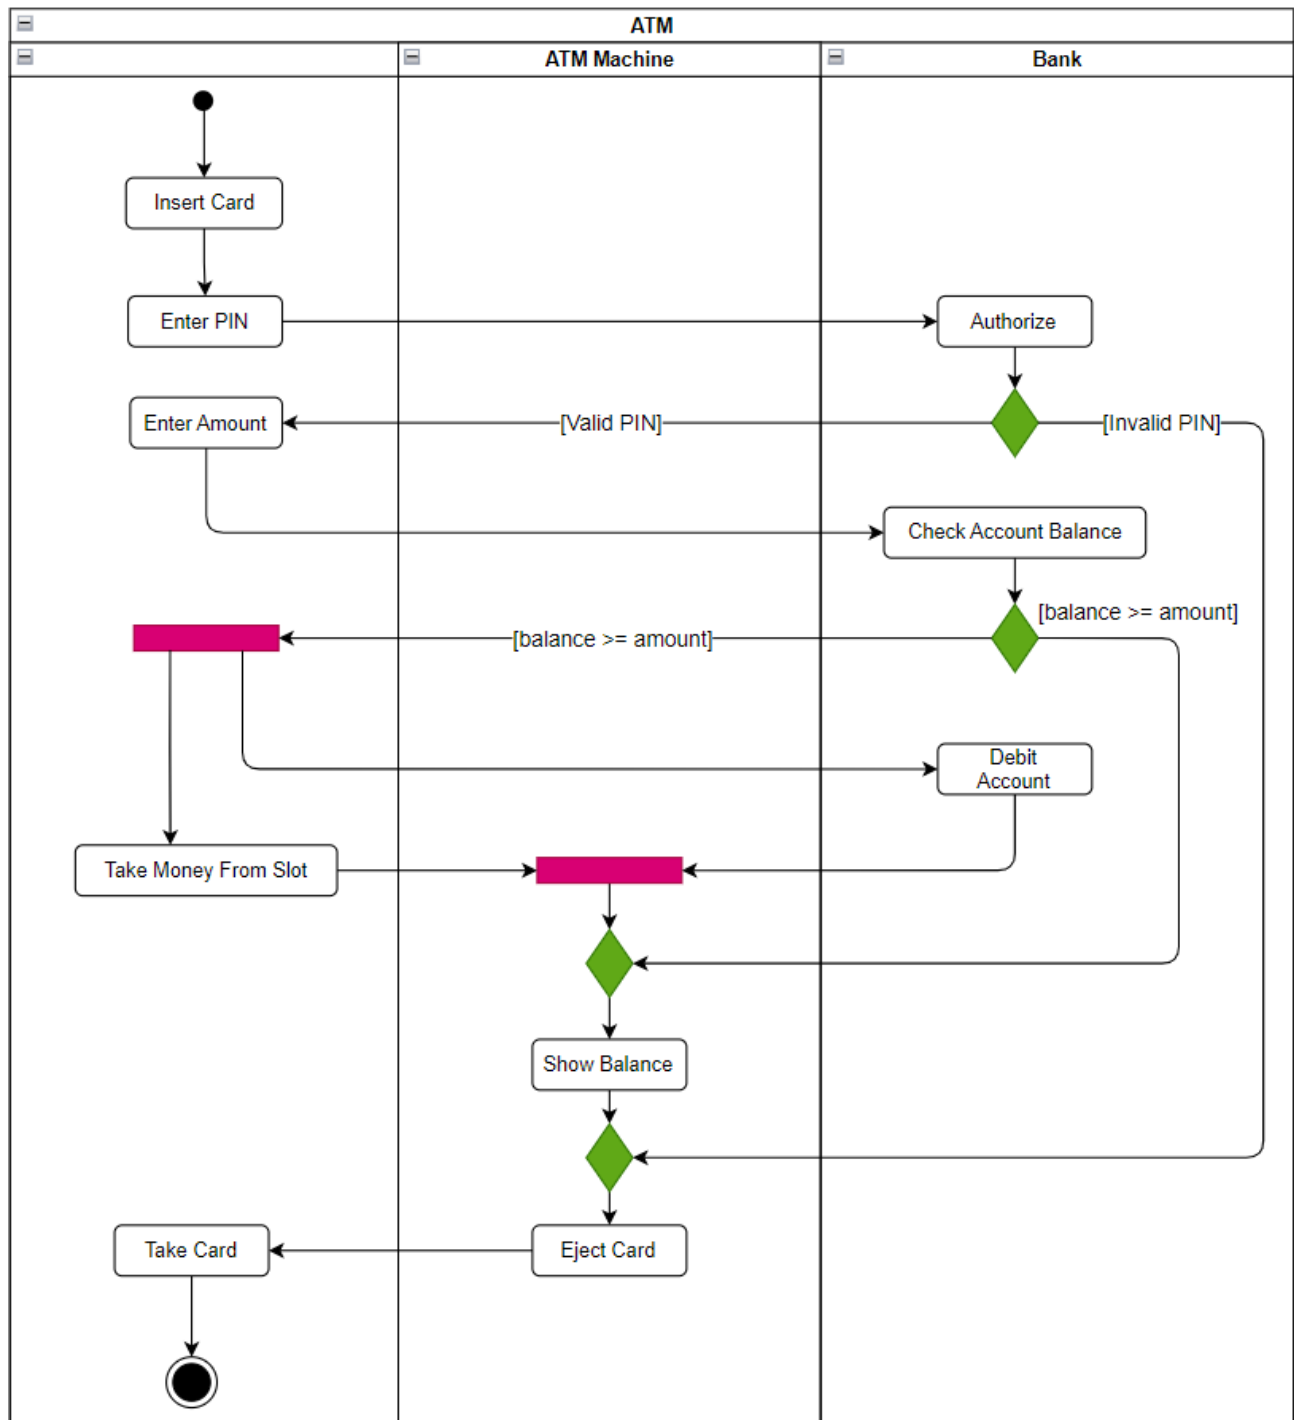 ATM
ATM Machine
Bank
Insert Card
Enter PIN
Authorize
Enter Amount
[Valid PIN]
[Invalid PIN]
Check Account Balance
[balance >= amount]
[balance >= amount]
Debit
Account
Take Money From Slot
Show Balance
Take Card
Eject Card